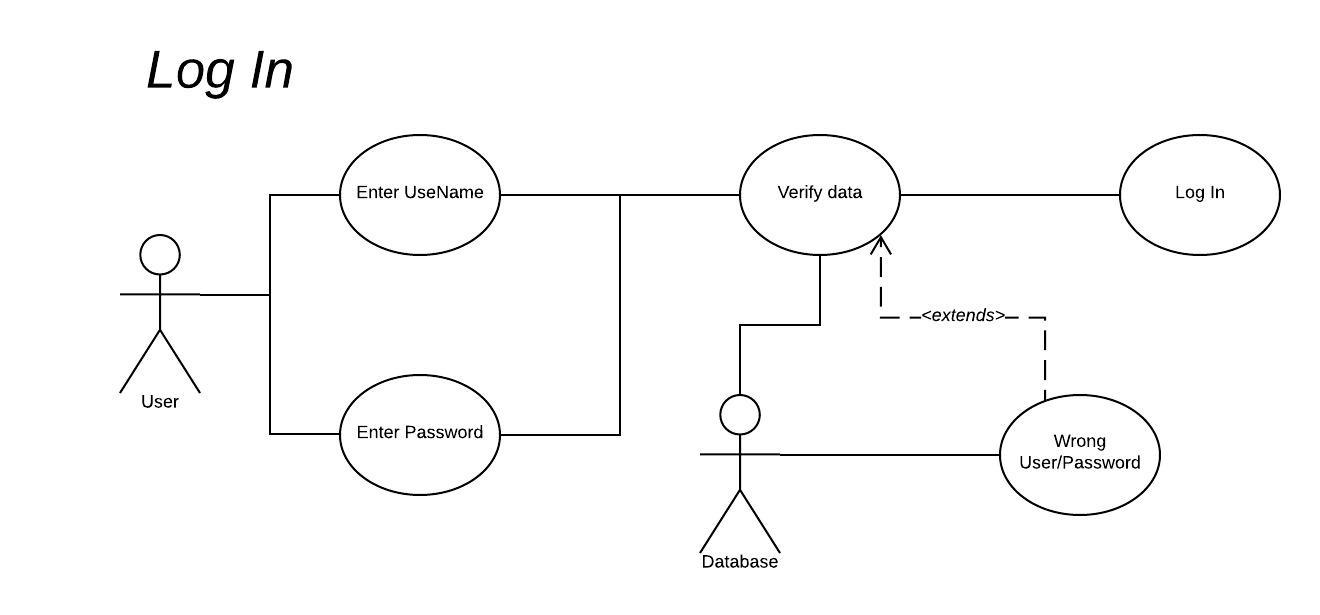 Log In
Enter UseName
Verify data
Log In
<extends>
User
Enter Password
Wrong
User/Password
Database